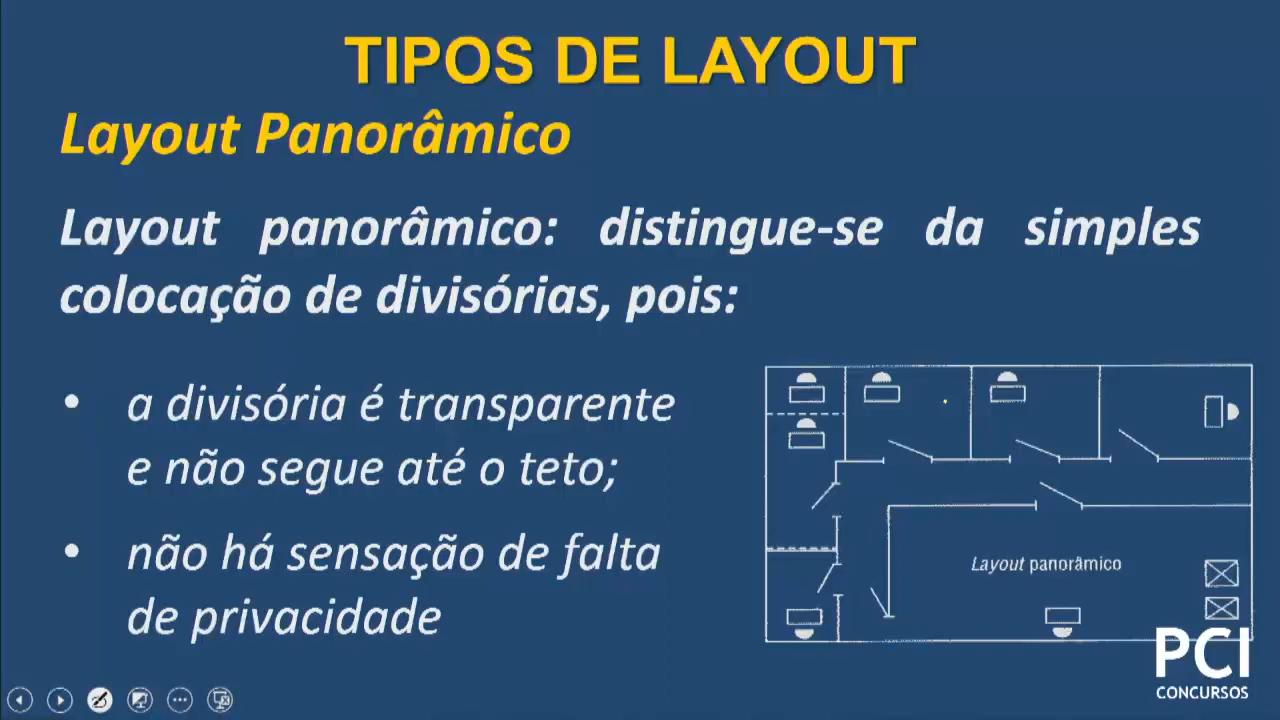 TIPOS DE LAYOUT
Layout Panorâmico
Layout panorâmico: distingue-se da simples
colocação de divisórias, pois:
• a divisória é transparente
e não segue até o teto;
• não há sensação de falta
de privacidade
Layout panorâmico
PCI
CONCURSOS